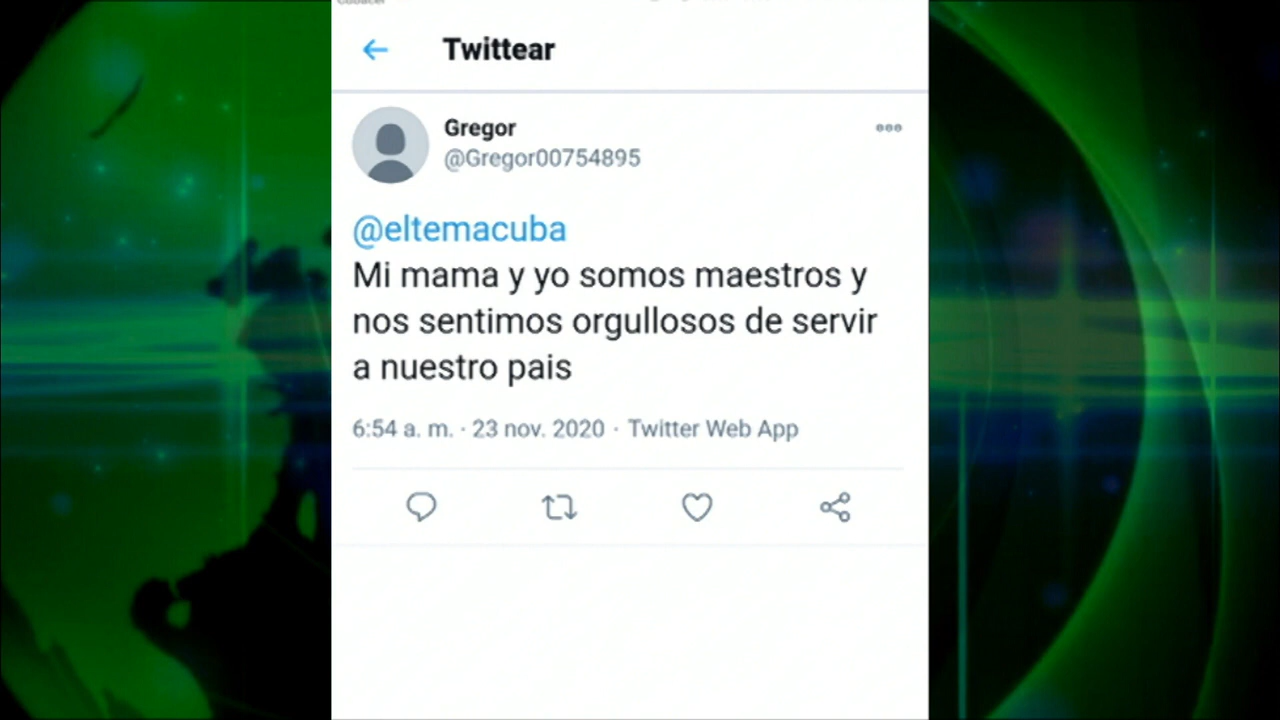 Twittear
Gregor
@Gregor00754895
@eltemacuba
Mi mama y yo somos maestros y
nos sentimos orgullosos de servir
a nuestro pais
6:54 a. m. · 23 nov. 2020 · Twitter Web App